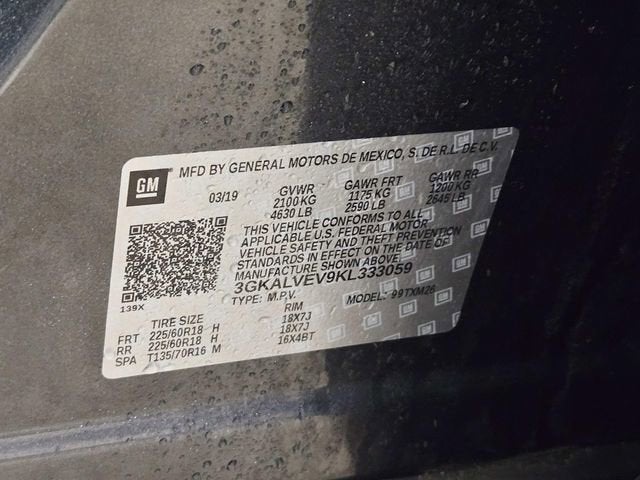 GM
MFD BY GENERAL MOTORS DE MEXICO, S. DE R.L. DE C.V.
03/19 GVWR GAWR FRT GAWR RR
2100 KG 1175 KG 1200 KG
4630 LB 2590 LB 2645 LB
THIS VEHICLE CONFORMS TO ALL
APPLICABLE U.S. FEDERAL MOTOR
VEHICLE SAFETY AND THEFT PREVENTION
STANDARDS IN EFFECT ON THE DATE OF
MANUFACTURE SHOWN ABOVE
3GKALVEV9KL333059
139X TYPE: M.P.V. MODEL: 99TXM26
TIRE SIZE RIM
FRT 225/60R18 H 18X7J
RR 225/60R18 H 18X7J
SPA T135/70R16 M 16X4BT